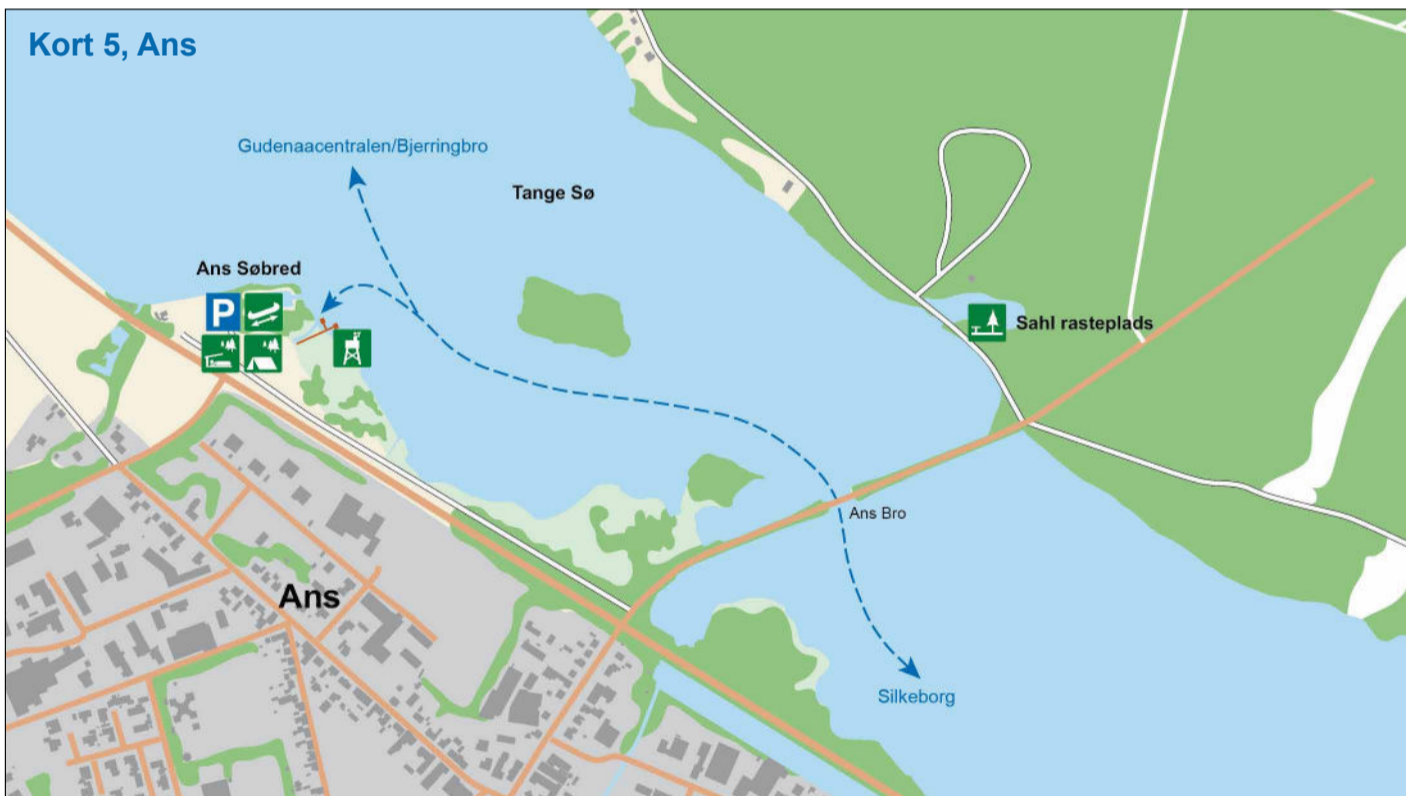 Kort 5, Ans
Gudenaacentralen/Bjerringbro
Tange Sø
Ans Søbred
P
Sahl rasteplads
Ans Bro
Ans
Silkeborg